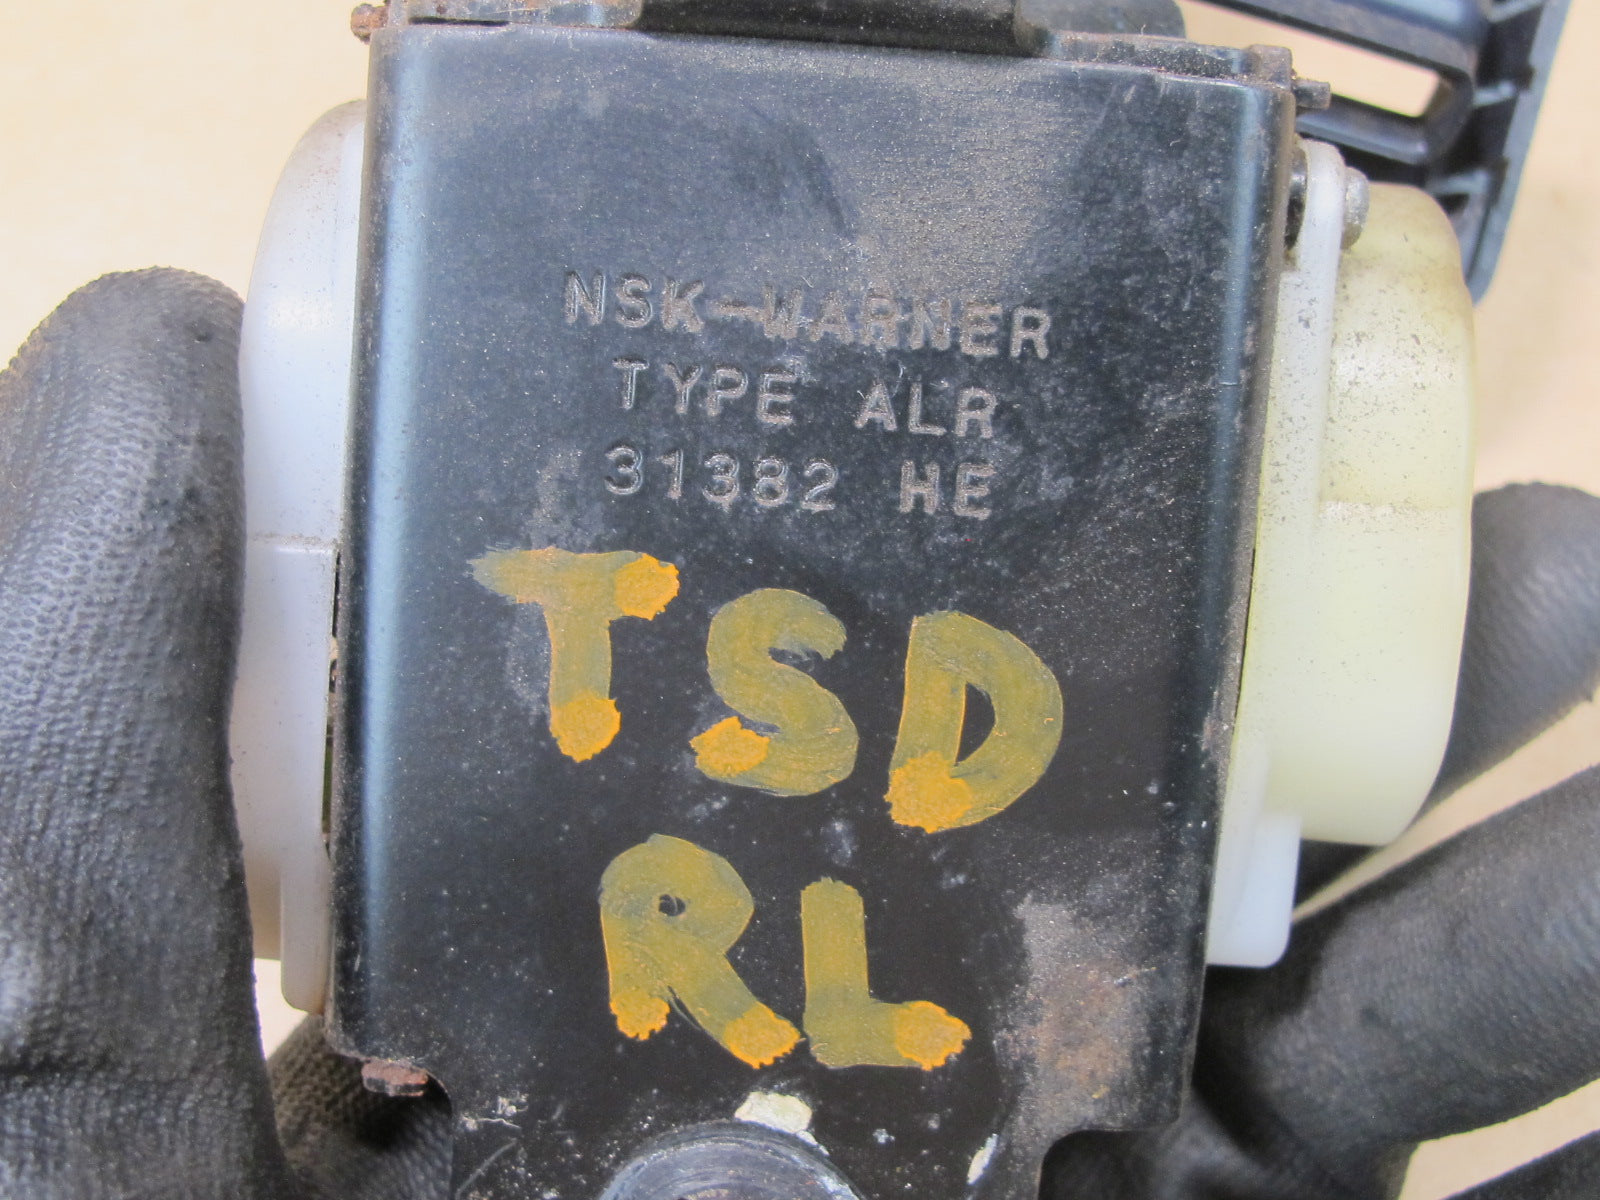 NSK-WARNER
TYPE ALR
31382 HE
TSD
RL